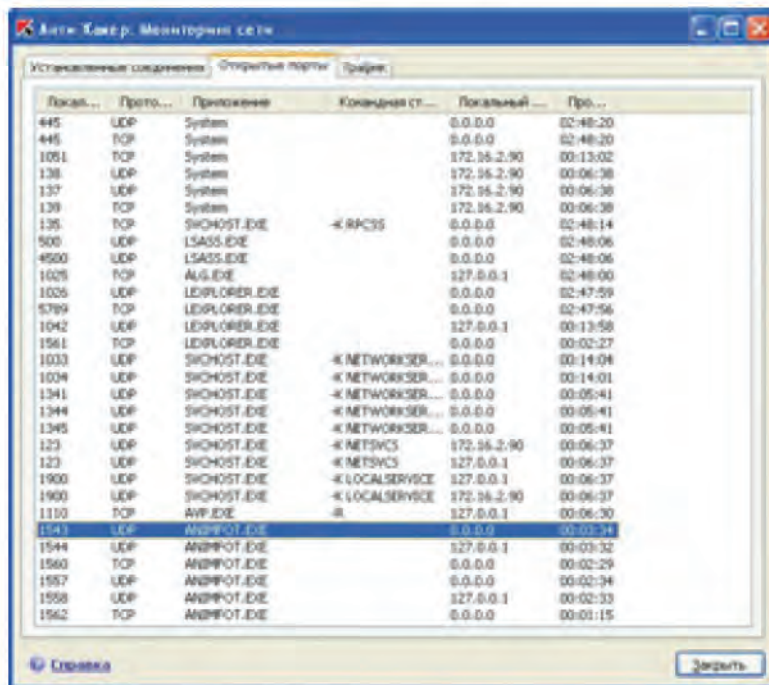 Анти-Хакер: Мониторинг сети
Установленные соединения Открытые порты Трафик
Локал... Прото... Приложение Командная ст... Локальный ... Про...
445 UDP System 0.0.0.0 02:48:20
445 TCP System 0.0.0.0 02:48:20
1051 TCP System 172.16.2.90 00:13:02
138 UDP System 172.16.2.90 00:06:38
137 UDP System 172.16.2.90 00:06:38
139 TCP System 172.16.2.90 00:06:38
135 TCP SVCHOST.EXE -K RPCSS 0.0.0.0 02:48:14
500 UDP LSASS.EXE 0.0.0.0 02:48:06
4500 UDP LSASS.EXE 0.0.0.0 02:48:06
1025 TCP ALG.EXE 127.0.0.1 02:48:00
1026 UDP LEXPLORER.EXE 0.0.0.0 02:47:59
5789 TCP LEXPLORER.EXE 0.0.0.0 02:47:56
1042 UDP LEXPLORER.EXE 127.0.0.1 00:13:58
1561 TCP LEXPLORER.EXE 0.0.0.0 00:02:27
1033 UDP SVCHOST.EXE -K NETWORKSER... 0.0.0.0 00:14:04
1034 UDP SVCHOST.EXE -K NETWORKSER... 0.0.0.0 00:14:01
1341 UDP SVCHOST.EXE -K NETWORKSER... 0.0.0.0 00:05:41
1344 UDP SVCHOST.EXE -K NETWORKSER... 0.0.0.0 00:05:41
1345 UDP SVCHOST.EXE -K NETWORKSER... 0.0.0.0 00:05:41
123 UDP SVCHOST.EXE -K NETSVCS 172.16.2.90 00:06:37
123 UDP SVCHOST.EXE -K NETSVCS 127.0.0.1 00:06:37
1900 UDP SVCHOST.EXE -K LOCALSERVICE 127.0.0.1 00:06:37
1900 UDP SVCHOST.EXE -K LOCALSERVICE 172.16.2.90 00:06:37
1110 TCP AVP.EXE -R 127.0.0.1 00:06:30
1543 UDP ANIMFOT.EXE 0.0.0.0 00:03:34
1544 UDP ANIMFOT.EXE 127.0.0.1 00:03:32
1560 TCP ANIMFOT.EXE 0.0.0.0 00:02:29
1557 UDP ANIMFOT.EXE 0.0.0.0 00:02:34
1558 UDP ANIMFOT.EXE 127.0.0.1 00:02:33
1562 TCP ANIMFOT.EXE 0.0.0.0 00:01:15
Справка Закрыть